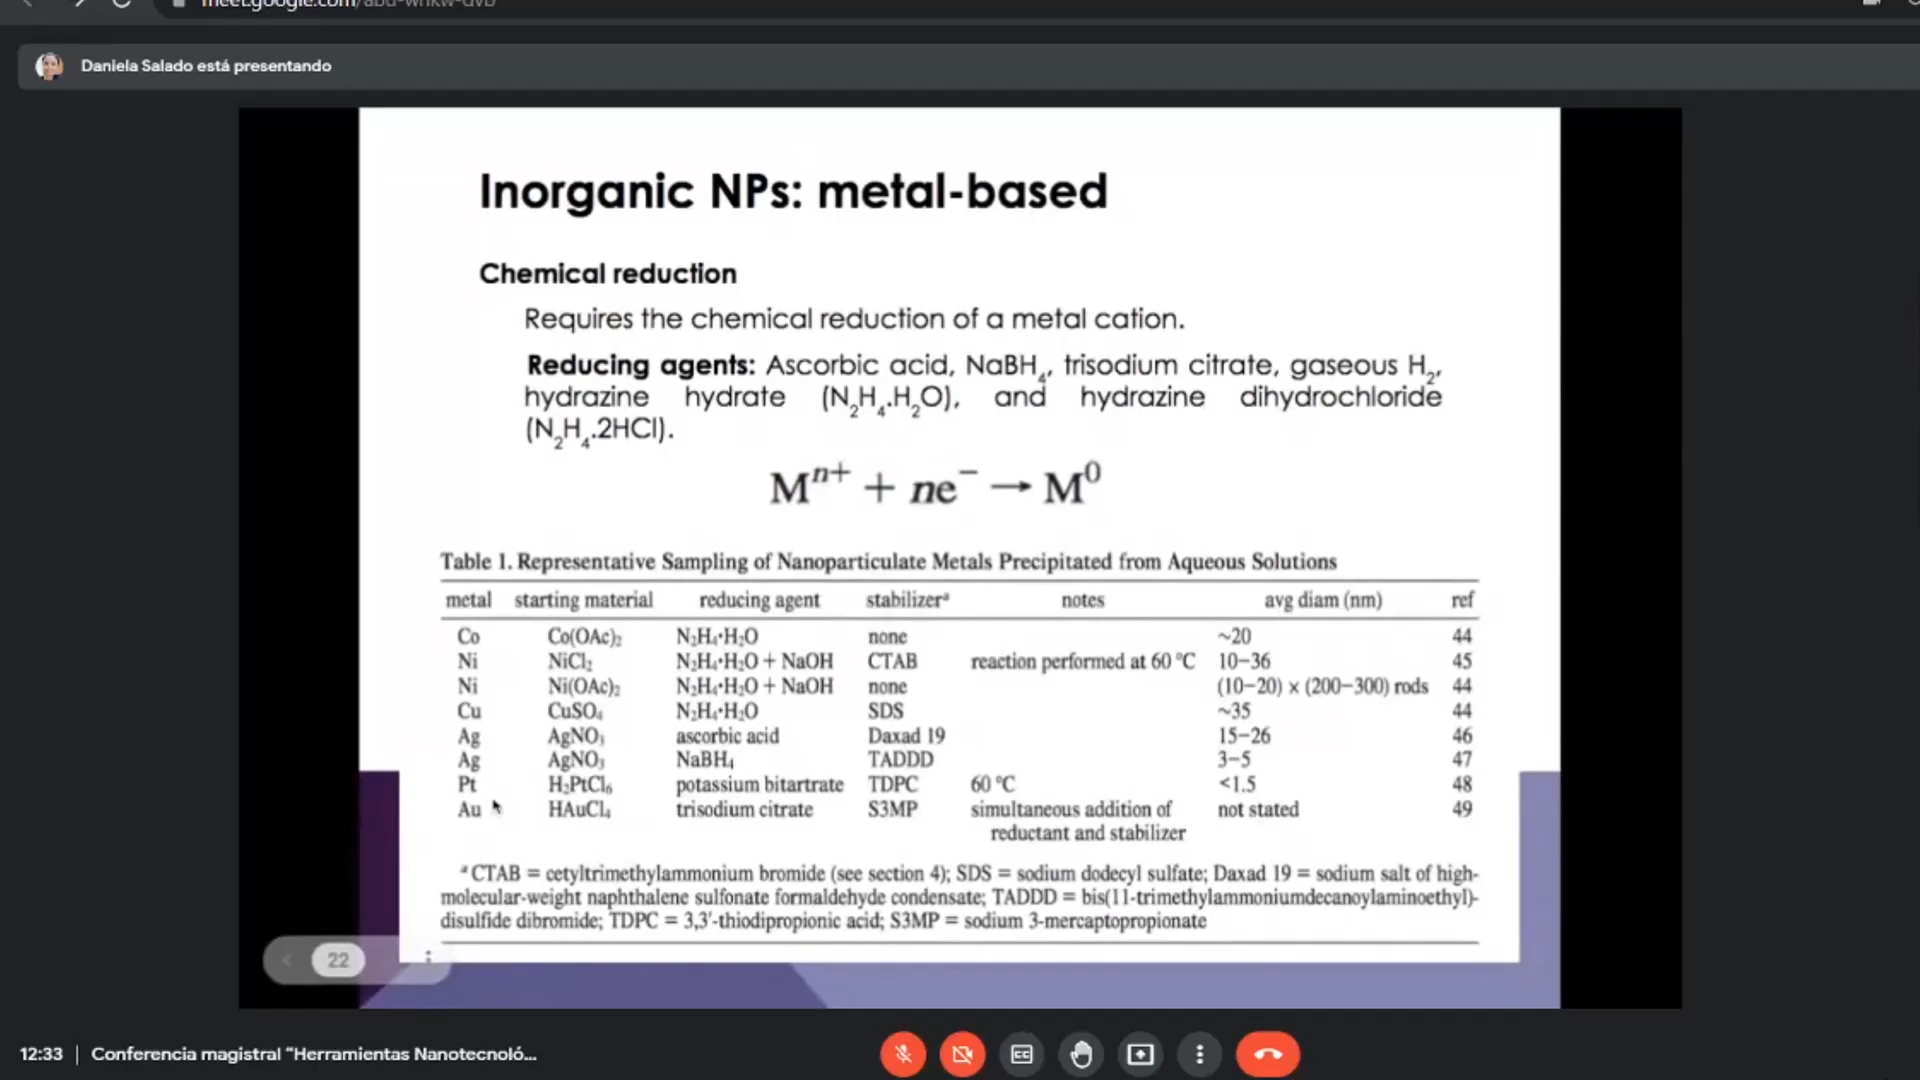 meet.google.com/abu-whkw-dvb
Daniela Salado está presentando
Inorganic NPs: metal-based
Chemical reduction
Requires the chemical reduction of a metal cation.
Reducing agents: Ascorbic acid, NaBH₄, trisodium citrate, gaseous H₂,
hydrazine hydrate (N₂H₄.H₂O), and hydrazine dihydrochloride
(N₂H₄.2HCl).
Mⁿ⁺ + ne⁻ → M⁰
Table 1. Representative Sampling of Nanoparticulate Metals Precipitated from Aqueous Solutions
metal starting material reducing agent stabilizerᵃ notes avg diam (nm) ref
Co Co(OAc)₂ N₂H₄·H₂O none ~20 44
Ni NiCl₂ N₂H₄·H₂O + NaOH CTAB reaction performed at 60 °C 10–36 45
Ni Ni(OAc)₂ N₂H₄·H₂O + NaOH none (10–20) × (200–300) rods 44
Cu CuSO₄ N₂H₄·H₂O SDS ~35 44
Ag AgNO₃ ascorbic acid Daxad 19 15–26 46
Ag AgNO₃ NaBH₄ TADDD 3–5 47
Pt H₂PtCl₆ potassium bitartrate TDPC 60 °C <1.5 48
Au HAuCl₄ trisodium citrate S3MP simultaneous addition of not stated 49
reductant and stabilizer
ᵃ CTAB = cetyltrimethylammonium bromide (see section 4); SDS = sodium dodecyl sulfate; Daxad 19 = sodium salt of high-
molecular-weight naphthalene sulfonate formaldehyde condensate; TADDD = bis(11-trimethylammoniumdecanoylaminoethyl)-
disulfide dibromide; TDPC = 3,3′-thiodipropionic acid; S3MP = sodium 3-mercaptopropionate
22
12:33 | Conferencia magistral “Herramientas Nanotecnoló...